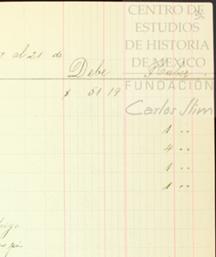 CENTRO DE
ESTUDIOS
DE HISTORIA
DE MEXICO
al 21 de
Debe Haber
FUNDACIÓN
$ 51 19
Carlos Slim
1 ..
4 ..
1 ..
1 ..